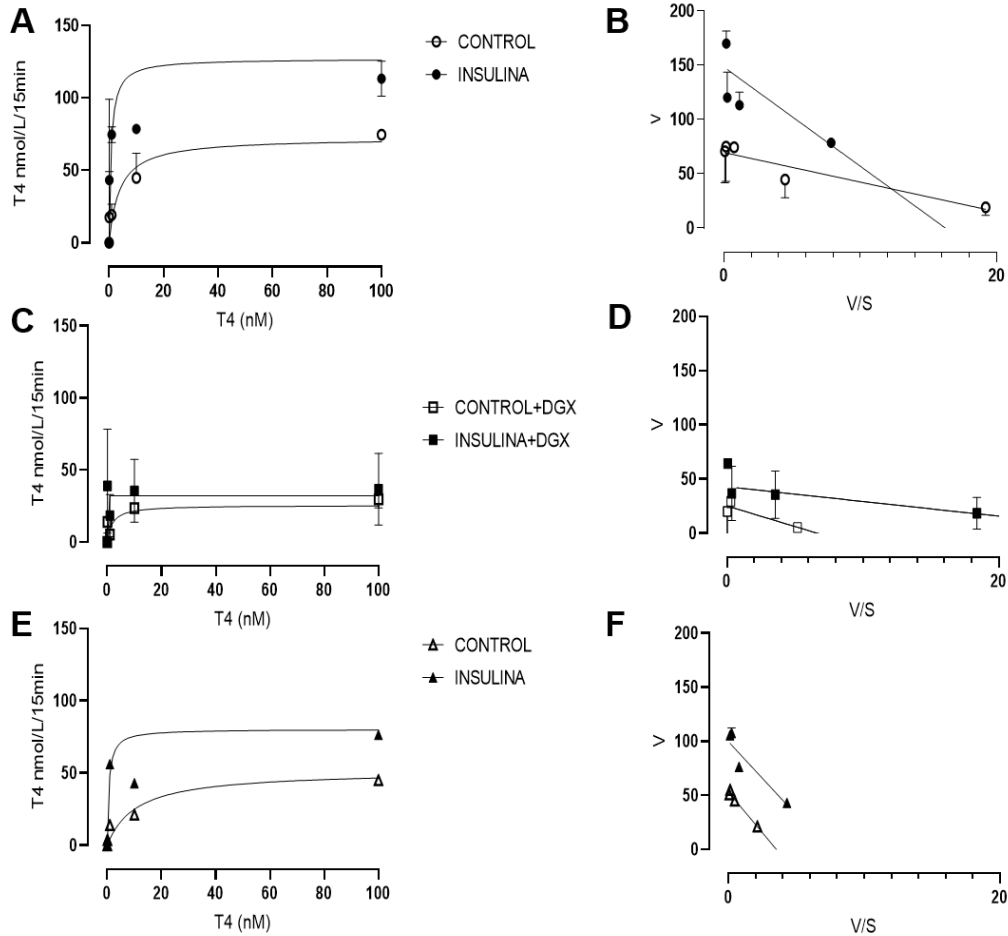 A
150
100
50
0
T4 nmol/L/15min
0 20 40 60 80 100
T4 (nM)
CONTROL
INSULINA
B
200
150
100
50
0
V
0 20
V/S
C
150
100
50
0
T4 nmol/L/15min
0 20 40 60 80 100
T4 (nM)
CONTROL+DGX
INSULINA+DGX
D
200
150
100
50
0
V
0 20
V/S
E
150
100
50
0
T4 nmol/L/15min
0 20 40 60 80 100
T4 (nM)
CONTROL
INSULINA
F
200
150
100
50
0
V
0 20
V/S